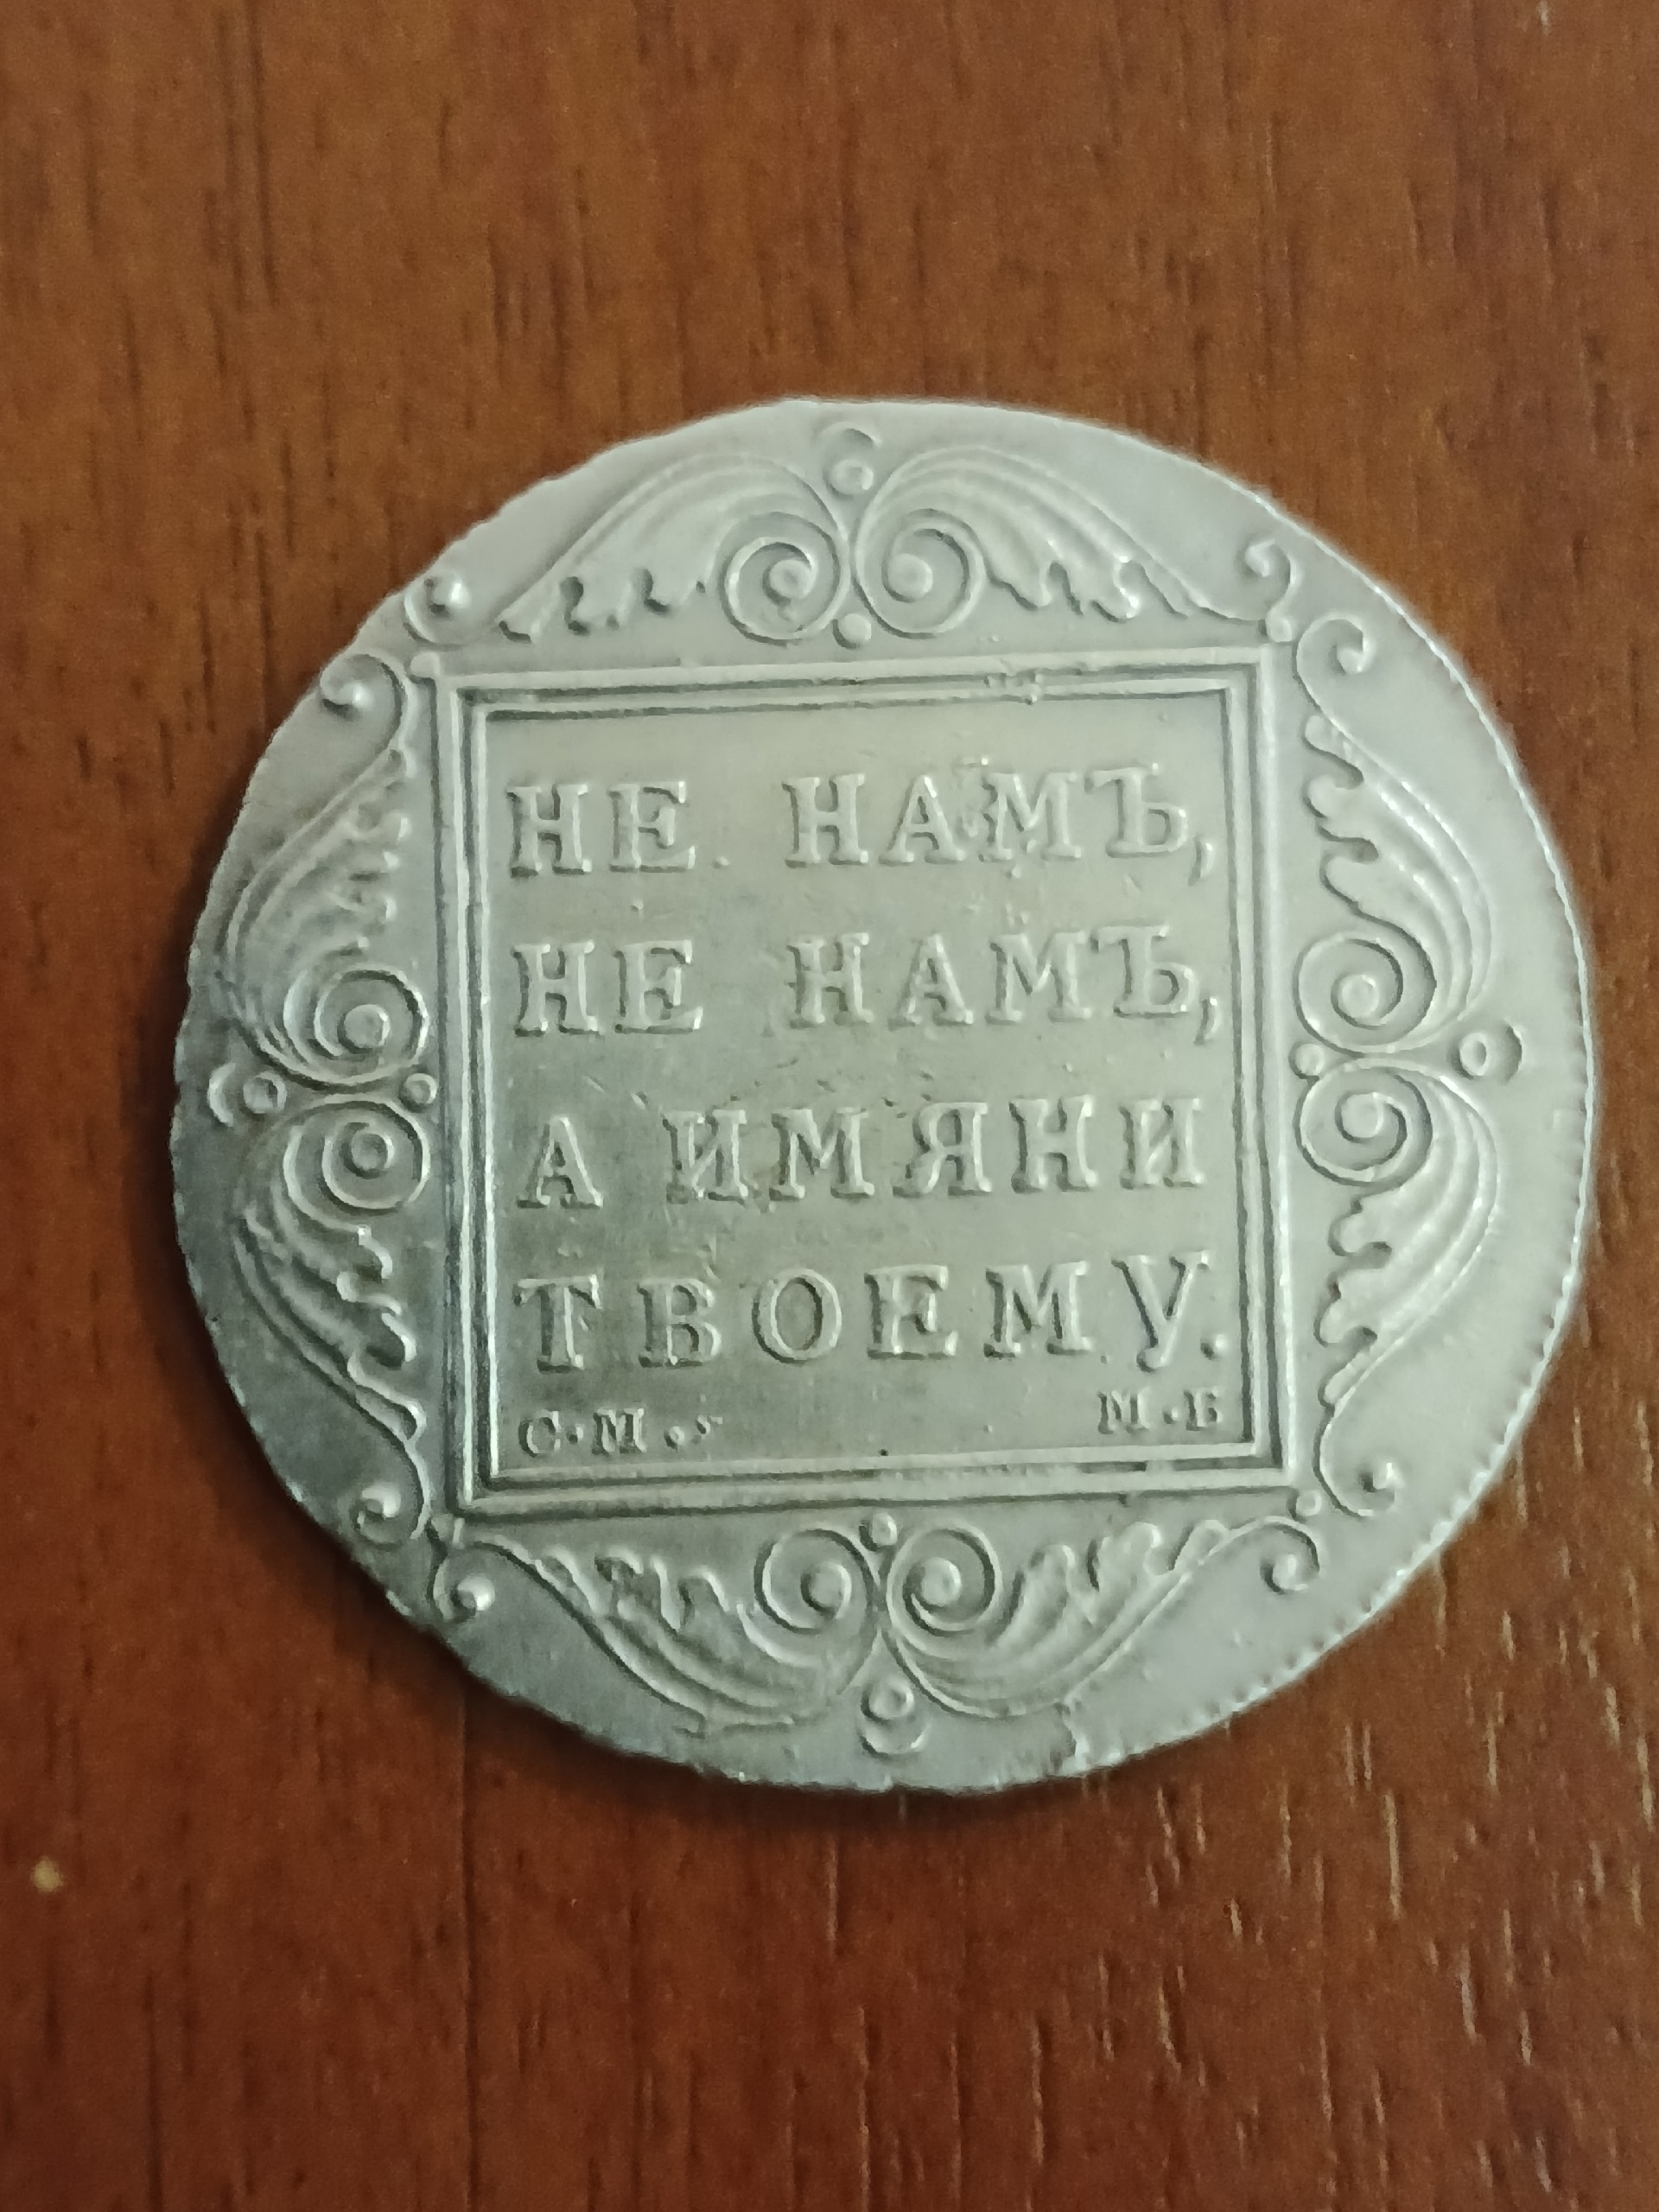 НЕ НАМЪ,
НЕ НАМЪ,
А ИМЯНИ
ТВОЕМУ.
С·М· М·Б